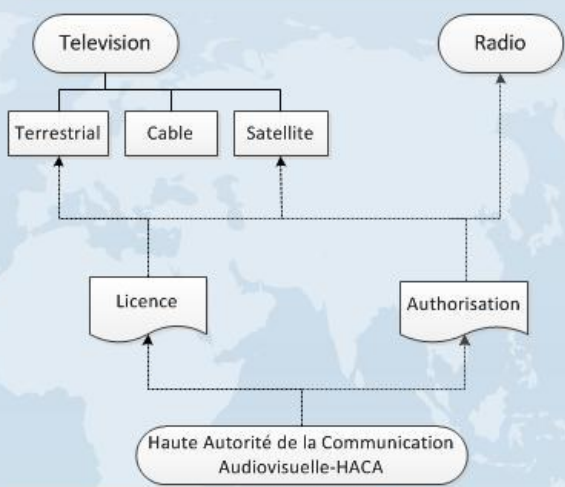 Television
Radio
Terrestrial
Cable
Satellite
Licence
Authorisation
Haute Autorité de la Communication
Audiovisuelle-HACA